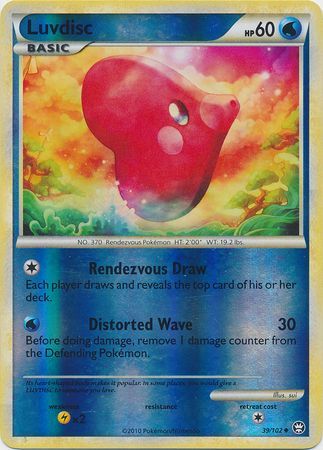 Luvdisc
HP 60
BASIC
NO. 370 Rendezvous Pokémon HT: 2'00" WT: 19.2 lbs.
Rendezvous Draw
Each player draws and reveals the top card of his or her
deck.
Distorted Wave 30
Before doing damage, remove 1 damage counter from
the Defending Pokémon.
Its heart-shaped body makes it popular. In some places, you would give a
LUVDISC to someone you love.
Illus. sui
weakness resistance retreat cost
x2
©2010 Pokémon/Nintendo
39/102